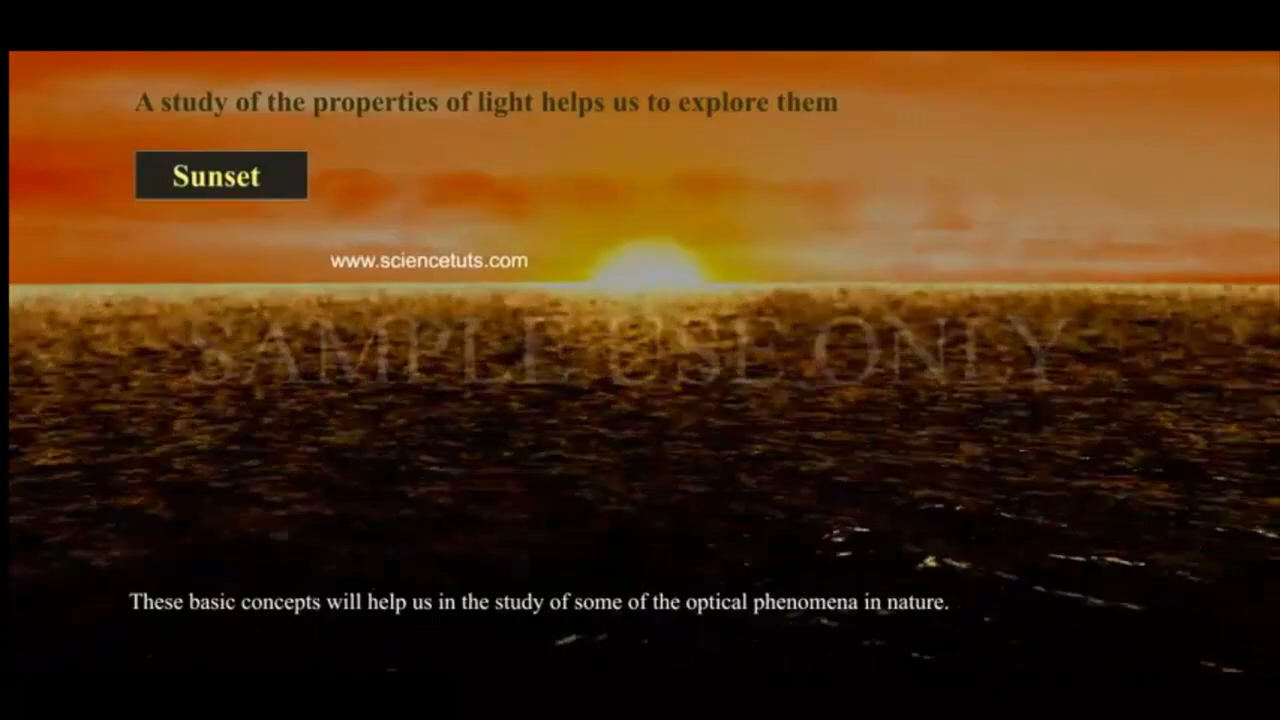 A study of the properties of light helps us to explore them
Sunset
www.sciencetuts.com
SAMPLE USE ONLY
These basic concepts will help us in the study of some of the optical phenomena in nature.